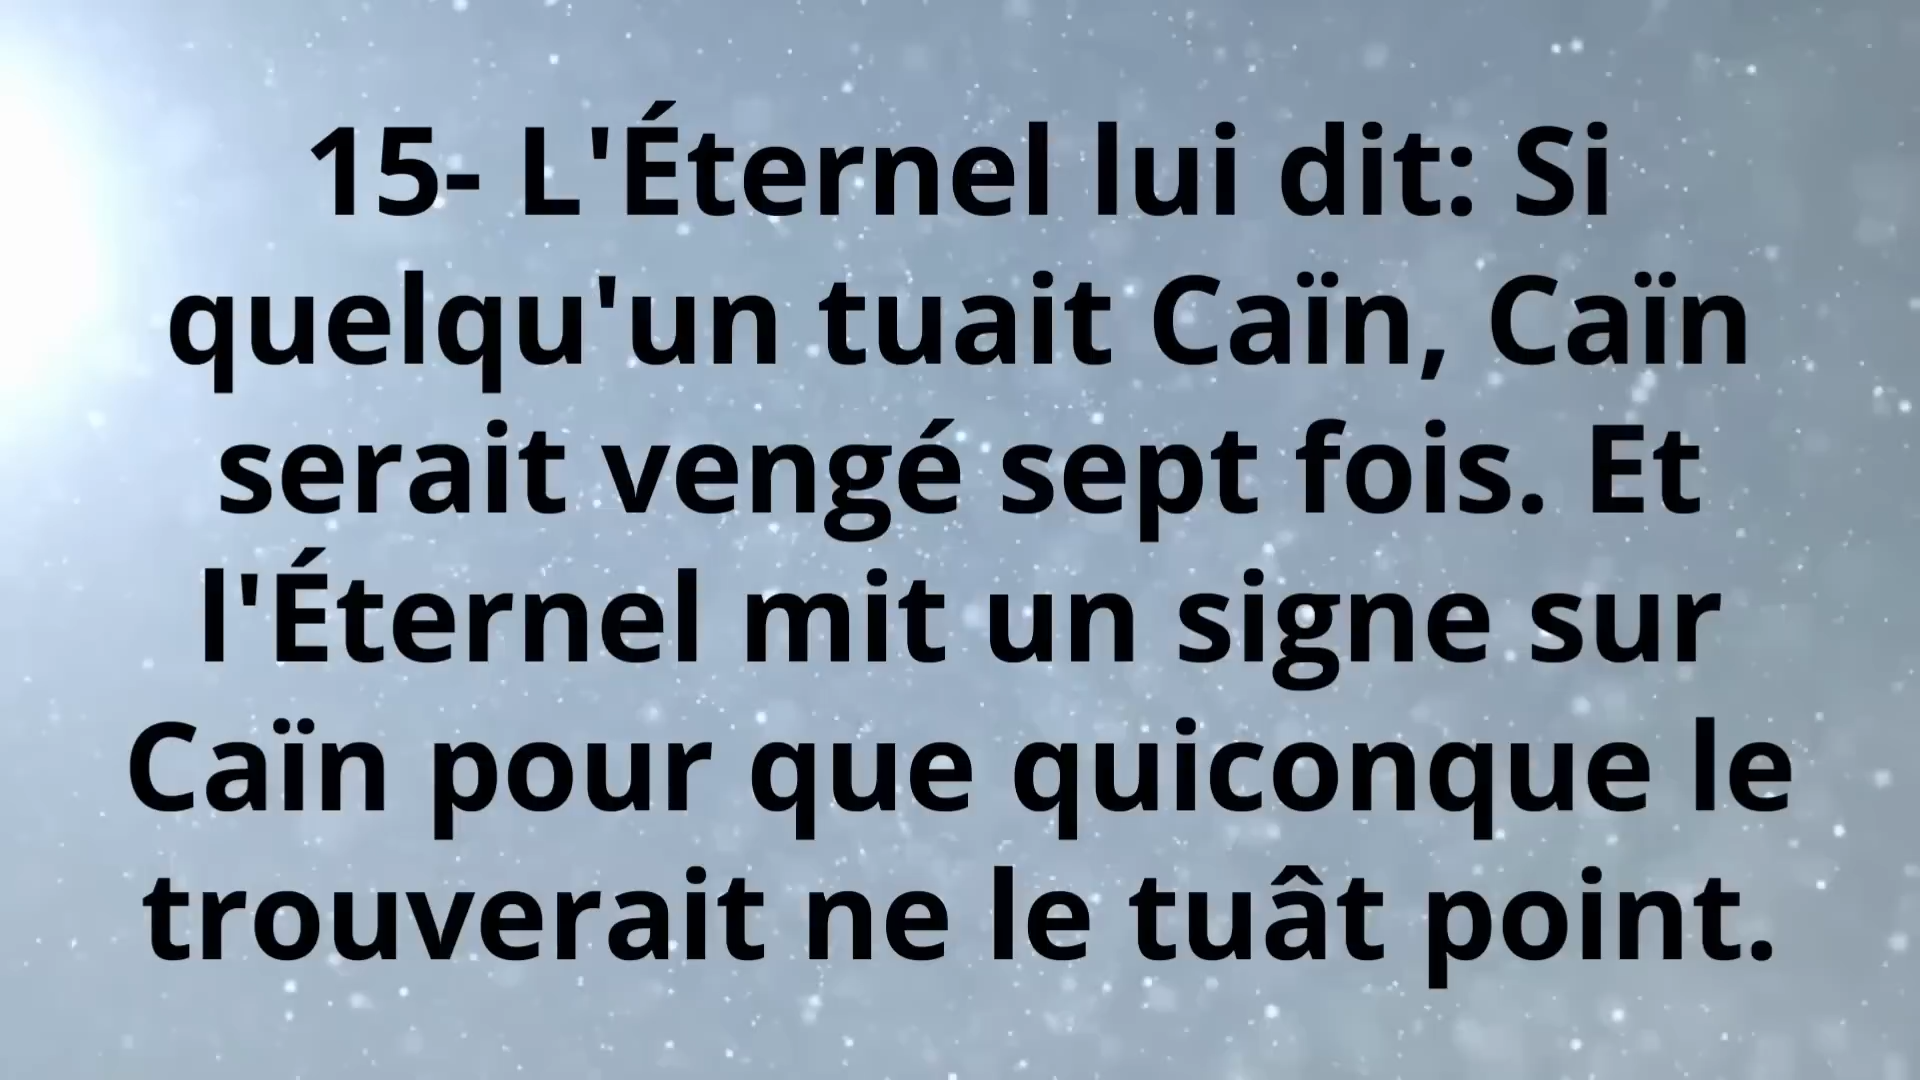 15- L'Éternel lui dit: Si
quelqu'un tuait Caïn, Caïn
serait vengé sept fois. Et
l'Éternel mit un signe sur
Caïn pour que quiconque le
trouverait ne le tuât point.